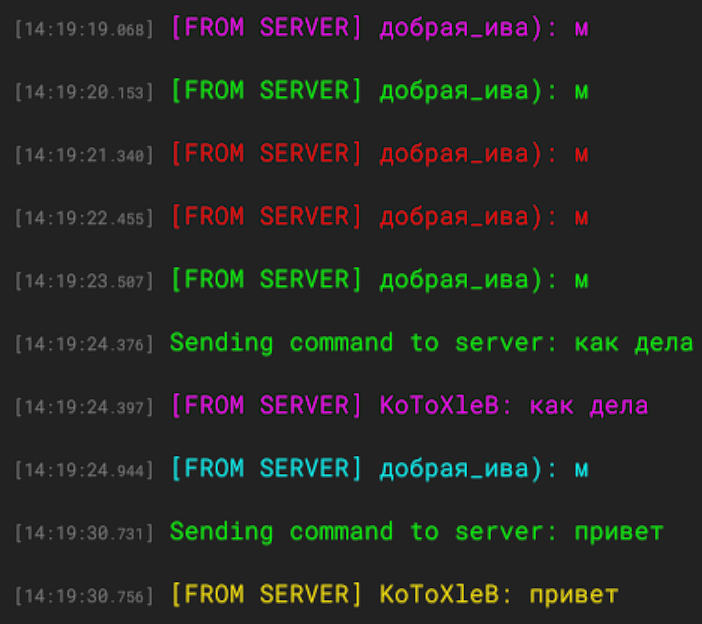 [14:19:19.068] [FROM SERVER] добрая_ива): м
[14:19:20.153] [FROM SERVER] добрая_ива): м
[14:19:21.340] [FROM SERVER] добрая_ива): м
[14:19:22.455] [FROM SERVER] добрая_ива): м
[14:19:23.507] [FROM SERVER] добрая_ива): м
[14:19:24.376] Sending command to server: как дела
[14:19:24.397] [FROM SERVER] KoToXleB: как дела
[14:19:24.944] [FROM SERVER] добрая_ива): м
[14:19:30.731] Sending command to server: привет
[14:19:30.756] [FROM SERVER] KoToXleB: привет